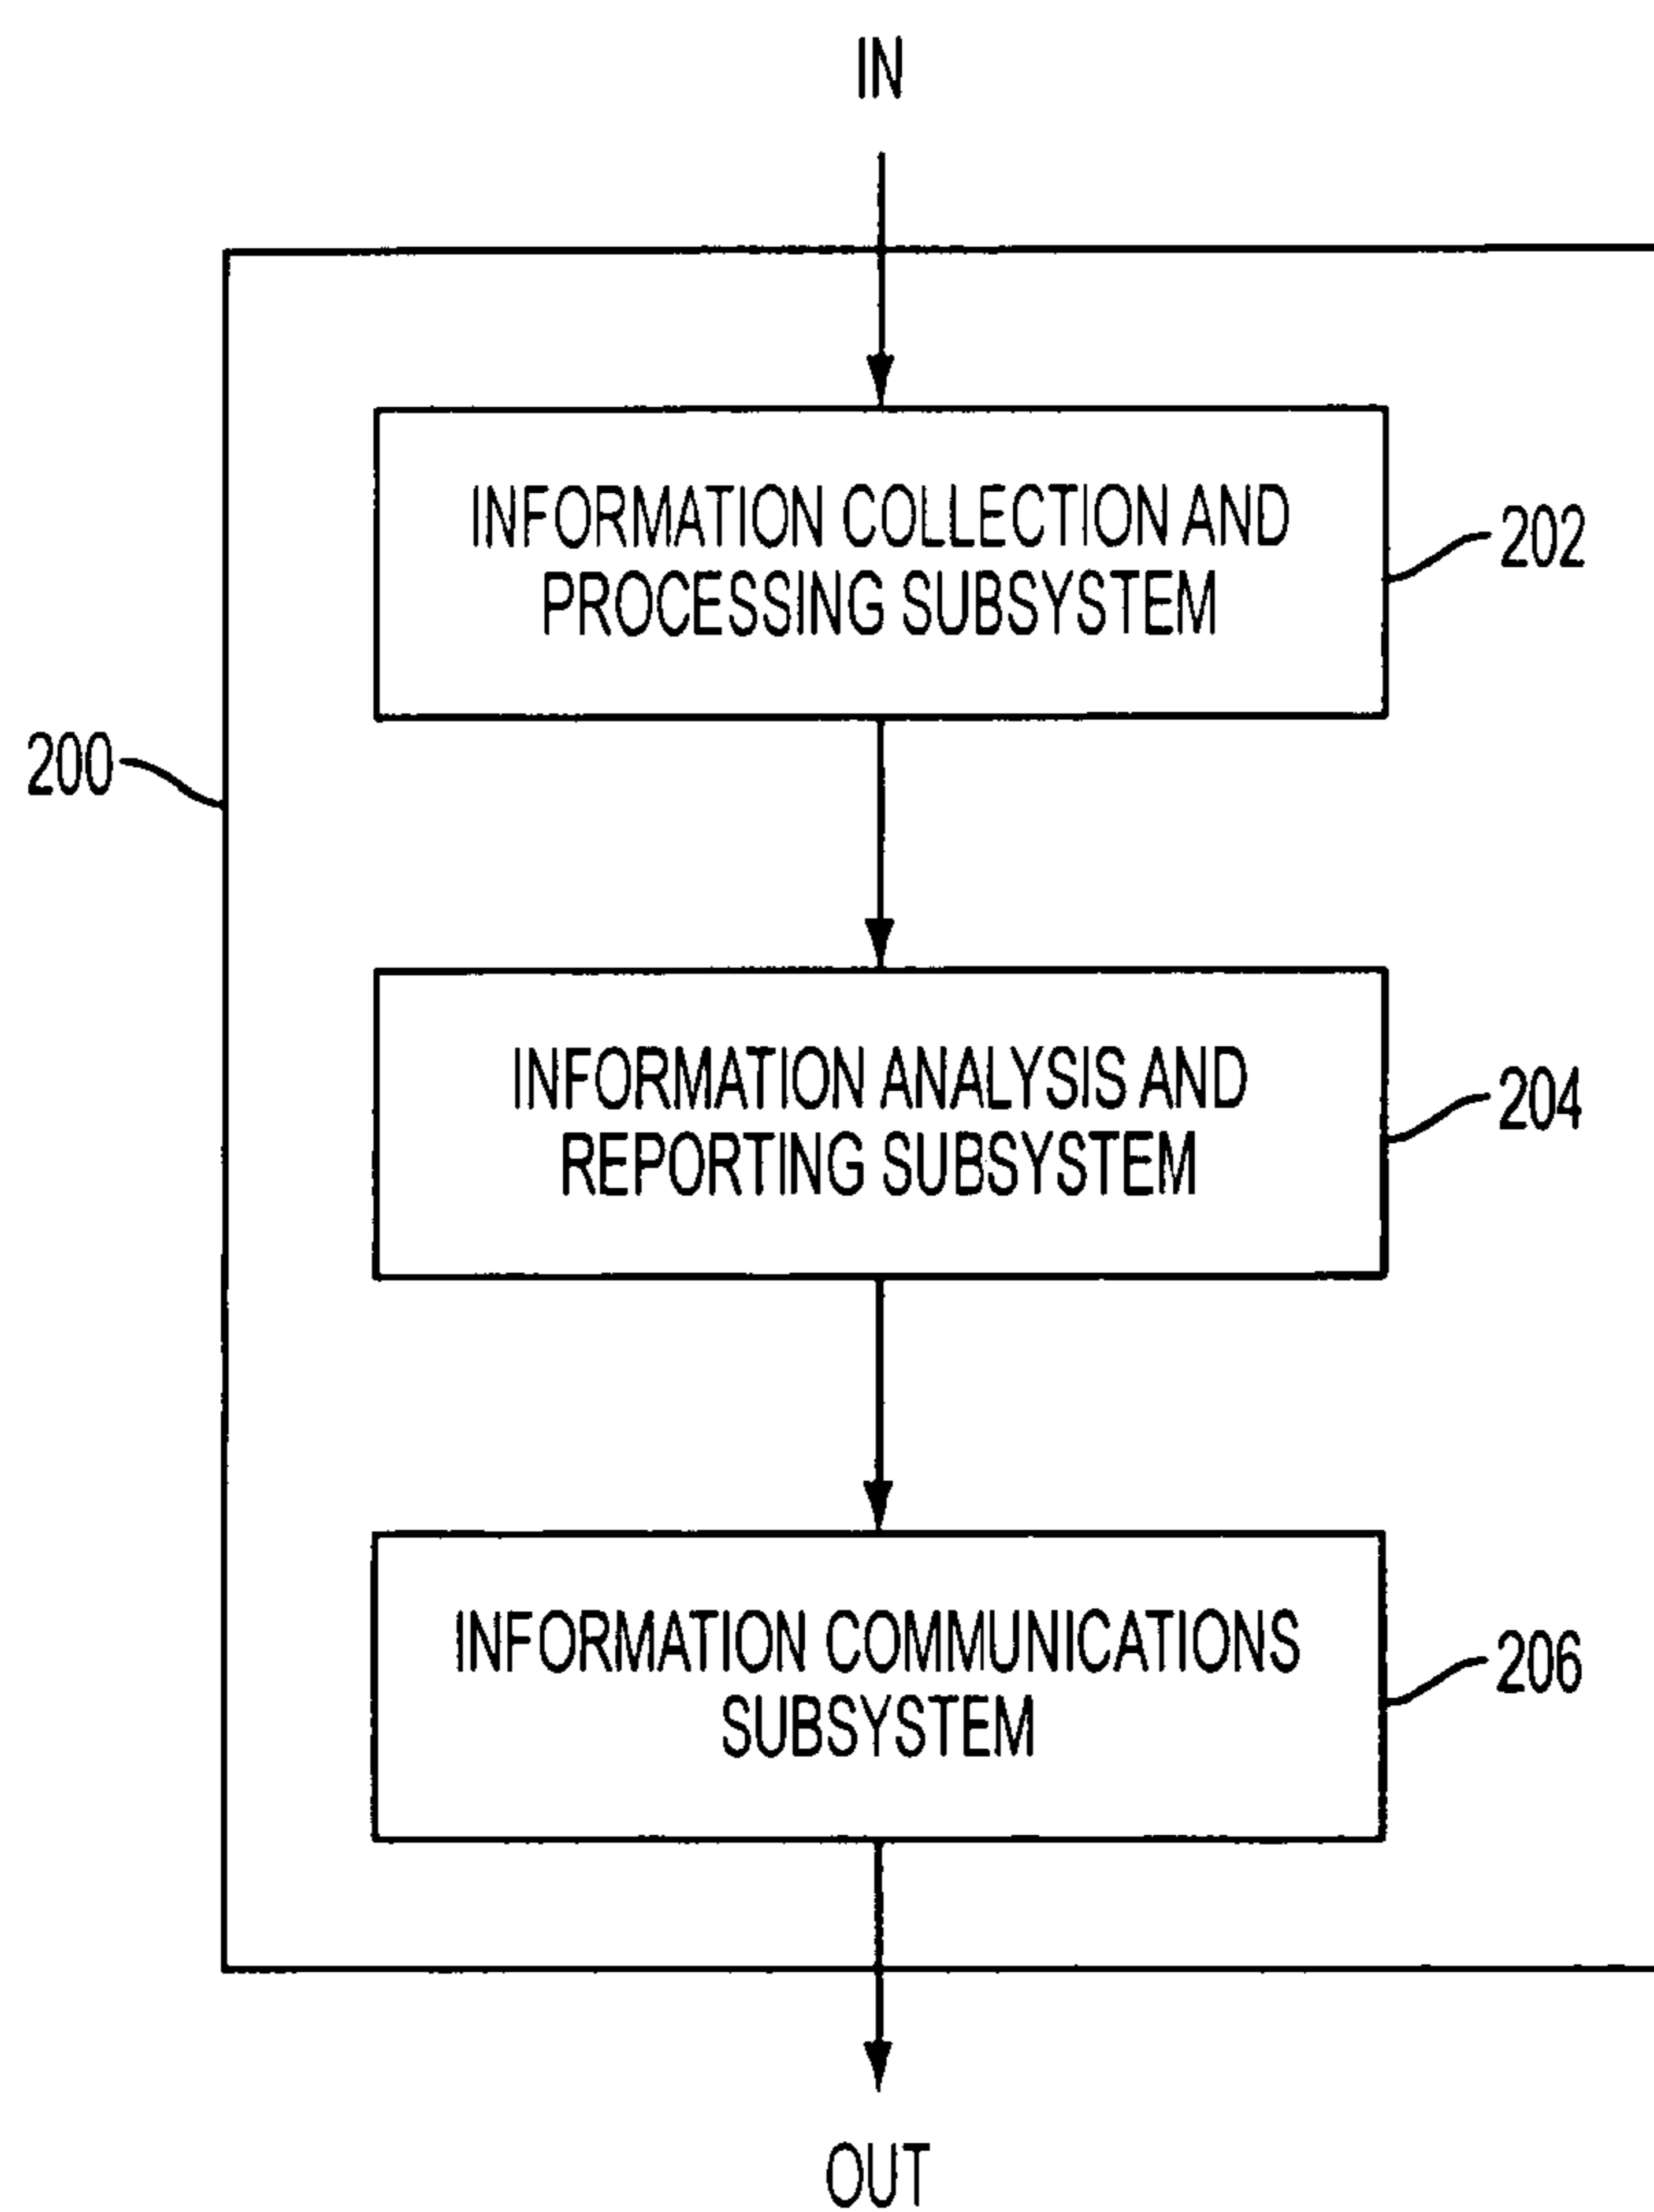 IN
INFORMATION COLLECTION AND
PROCESSING SUBSYSTEM
202
200
INFORMATION ANALYSIS AND
REPORTING SUBSYSTEM
204
INFORMATION COMMUNICATIONS
SUBSYSTEM
206
OUT